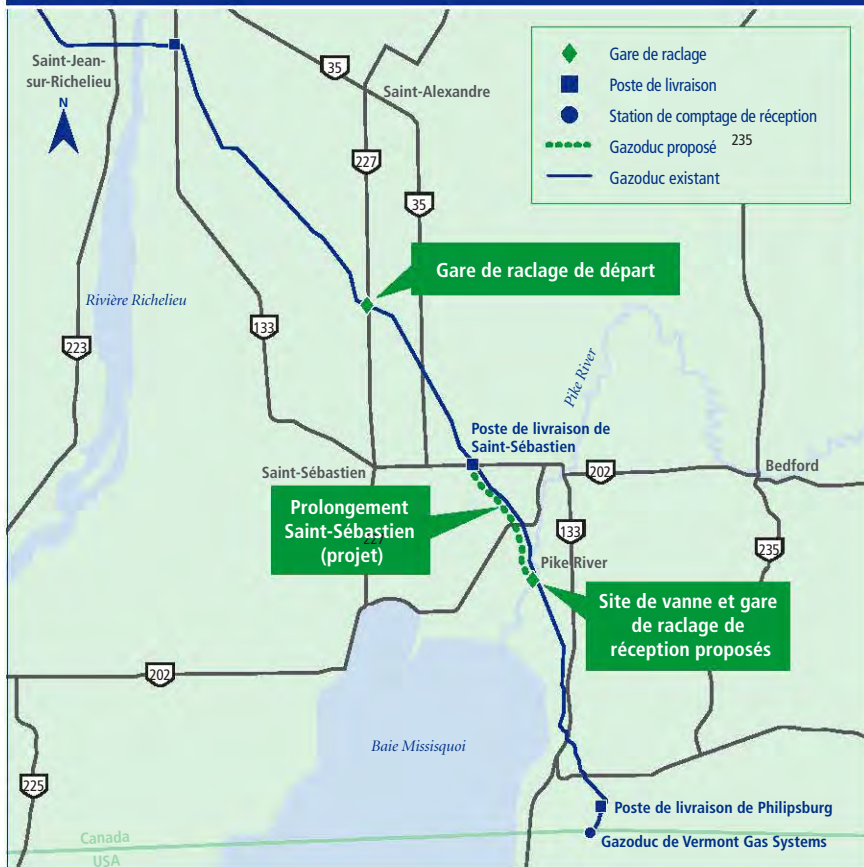 Saint-Jean-
sur-Richelieu
N
35
Saint-Alexandre
Gare de raclage
Poste de livraison
Station de comptage de réception
Gazoduc proposé
235
Gazoduc existant
227
35
Gare de raclage de départ
Rivière Richelieu
133
223
Pike River
Poste de livraison de
Saint-Sébastien
Saint-Sébastien
202
Bedford
Prolongement
Saint-Sébastien
(projet)
227
133
235
Pike River
Site de vanne et gare
de raclage de
réception proposés
202
Baie Missisquoi
225
Poste de livraison de Philipsburg
Canada
USA
Gazoduc de Vermont Gas Systems